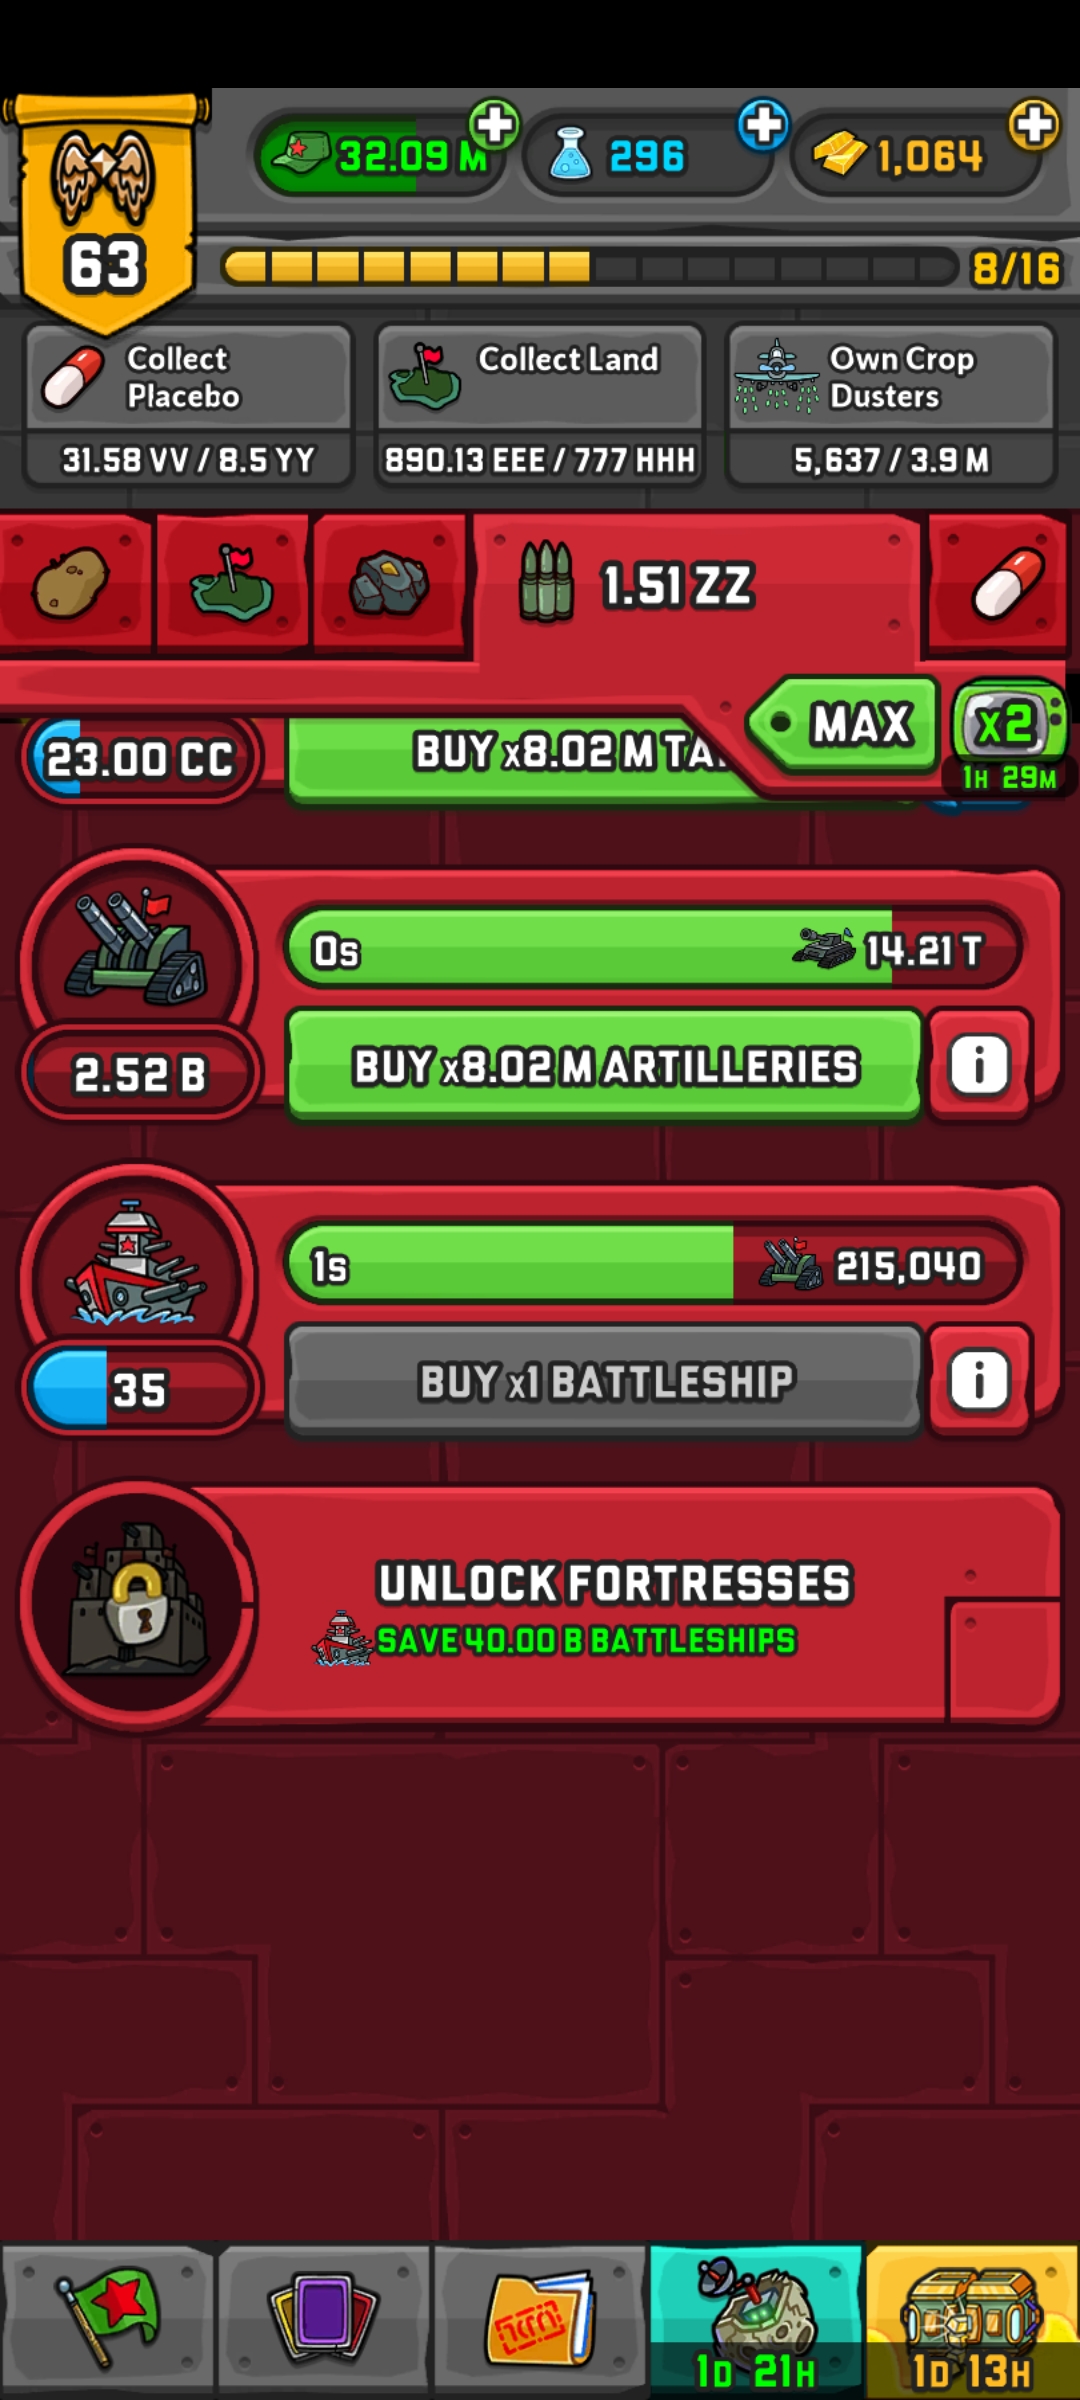 32.09 M
296
1,064
63
8/16
Collect
Placebo
31.58 VV / 8.5 YY
Collect Land
890.13 EEE / 777 HHH
Own Crop
Dusters
5,637 / 3.9 M
1.51 ZZ
MAX
X2
1H 29M
23.00 CC
BUY x8.02 M
0s
14.21 T
2.52 B
BUY x8.02 M ARTILLERIES
i
1s
215,040
35
BUY x1 BATTLESHIP
i
UNLOCK FORTRESSES
SAVE 40.00 B BATTLESHIPS
1D 21H
1D 13H